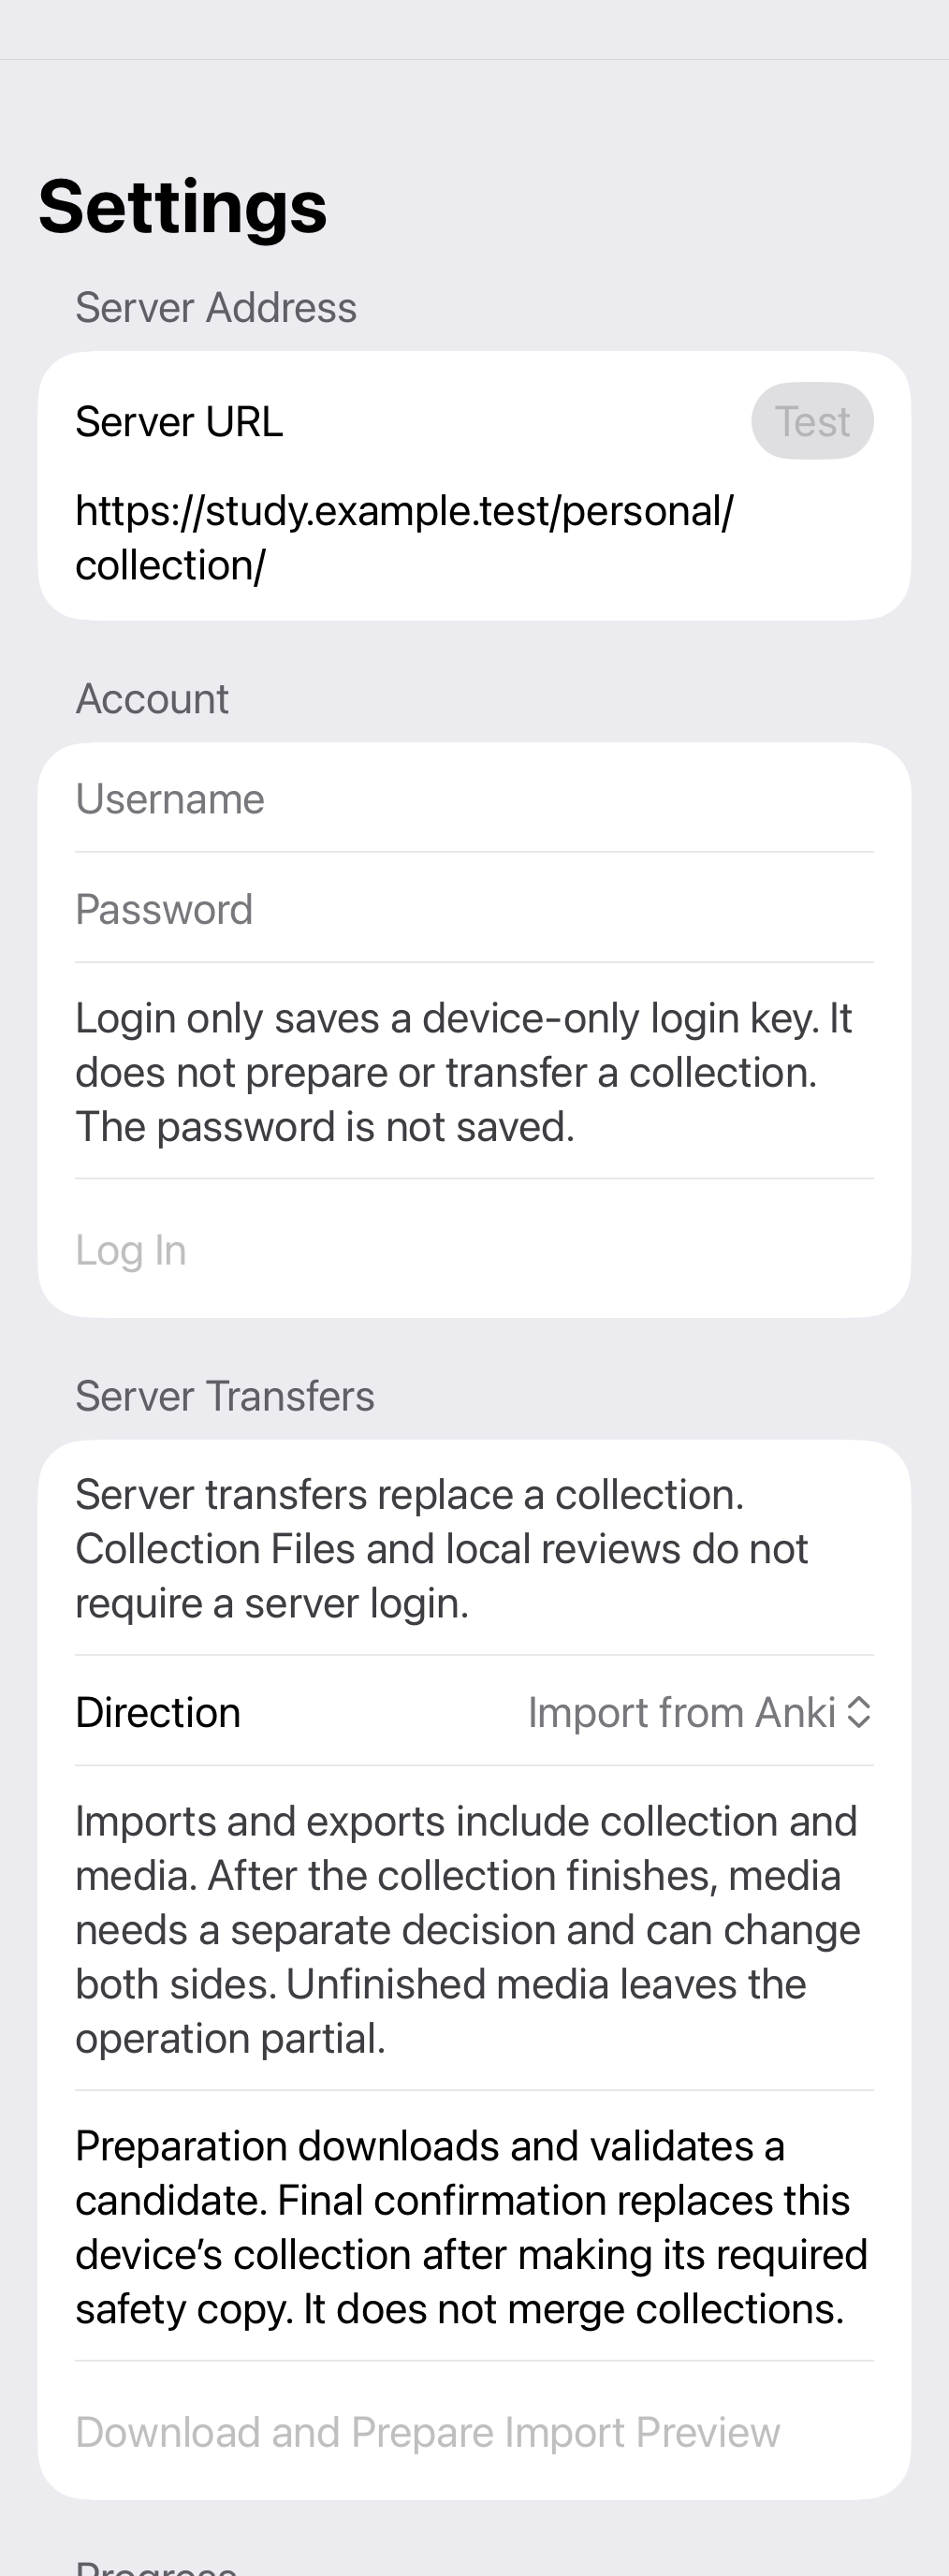 Settings
Server Address
Server URL
Test
https://study.example.test/personal/
collection/
Account
Username
Password
Login only saves a device-only login key. It
does not prepare or transfer a collection.
The password is not saved.
Log In
Server Transfers
Server transfers replace a collection.
Collection Files and local reviews do not
require a server login.
Direction
Import from Anki
Imports and exports include collection and
media. After the collection finishes, media
needs a separate decision and can change
both sides. Unfinished media leaves the
operation partial.
Preparation downloads and validates a
candidate. Final confirmation replaces this
device’s collection after making its required
safety copy. It does not merge collections.
Download and Prepare Import Preview
Progress